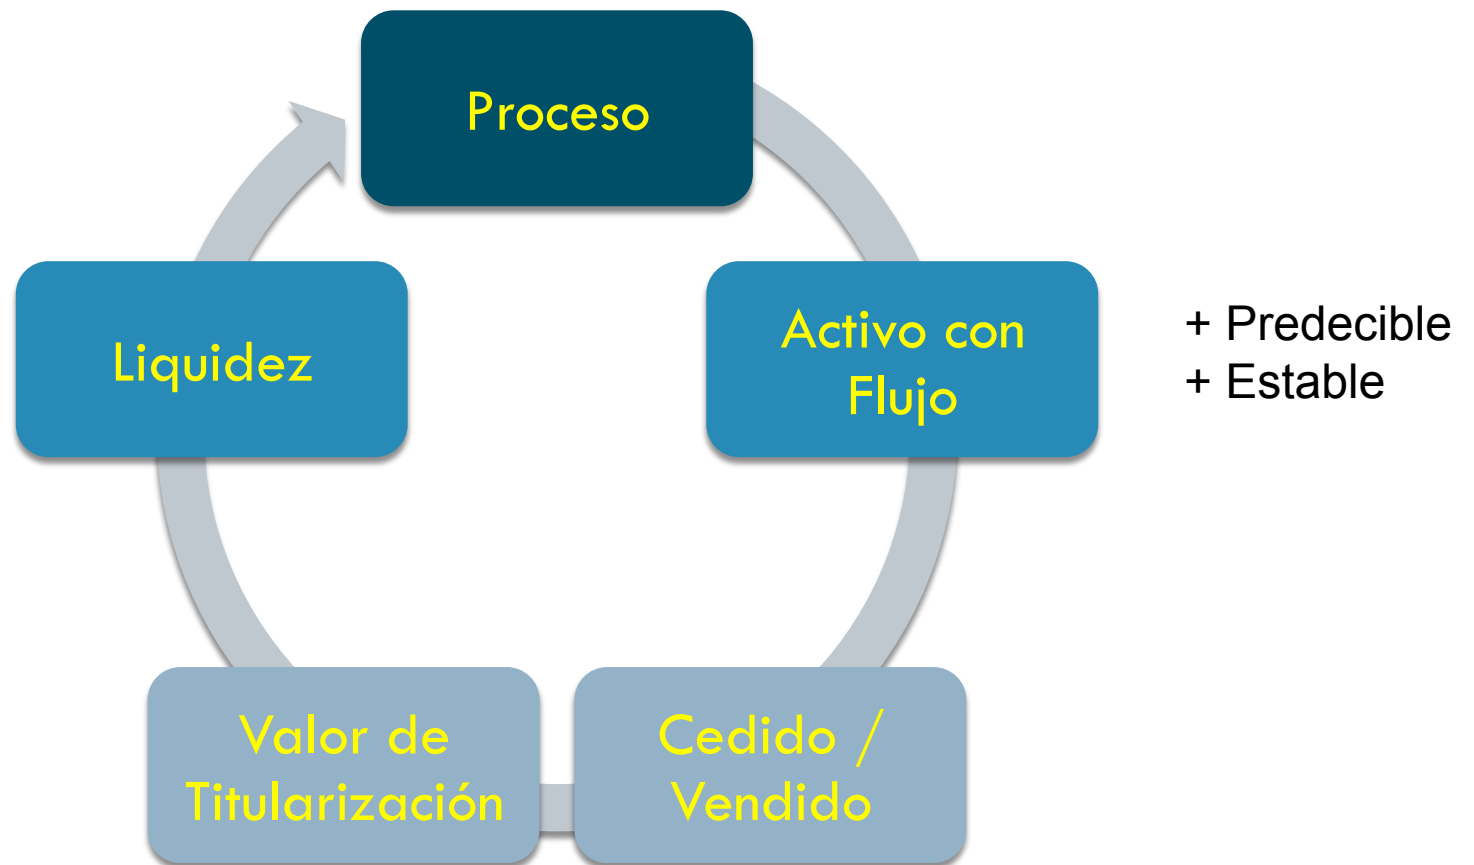 Proceso
Activo con
Flujo
+ Predecible
+ Estable
Cedido /
Vendido
Valor de
Titularización
Liquidez